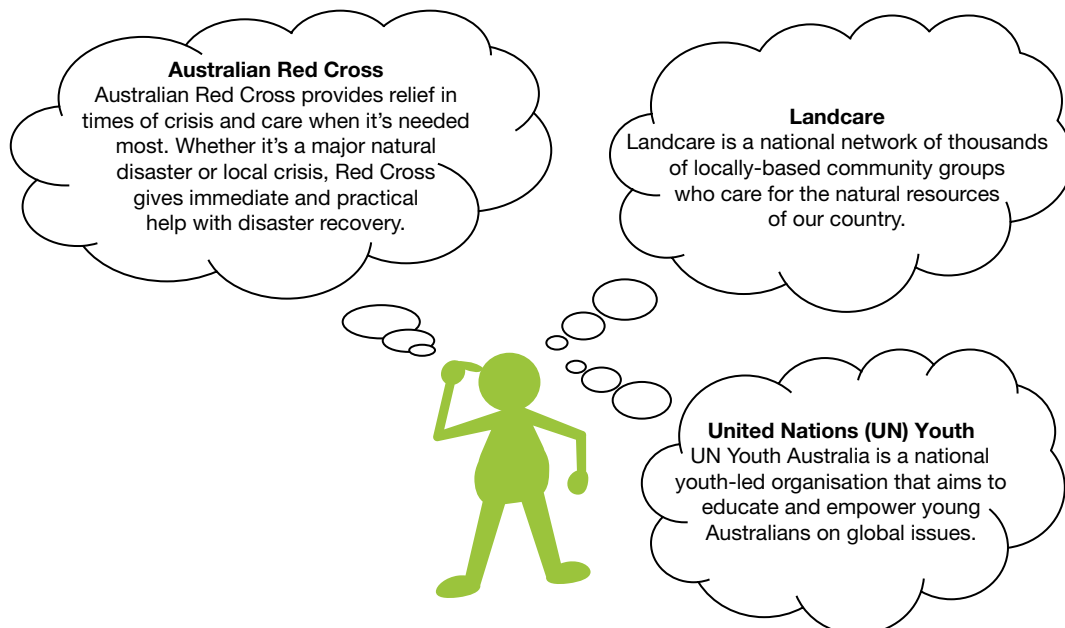 Australian Red Cross
Australian Red Cross provides relief in
times of crisis and care when it's needed
most. Whether it's a major natural
disaster or local crisis, Red Cross
gives immediate and practical
help with disaster recovery.
Landcare
Landcare is a national network of thousands
of locally-based community groups
who care for the natural resources
of our country.
United Nations (UN) Youth
UN Youth Australia is a national
youth-led organisation that aims to
educate and empower young
Australians on global issues.